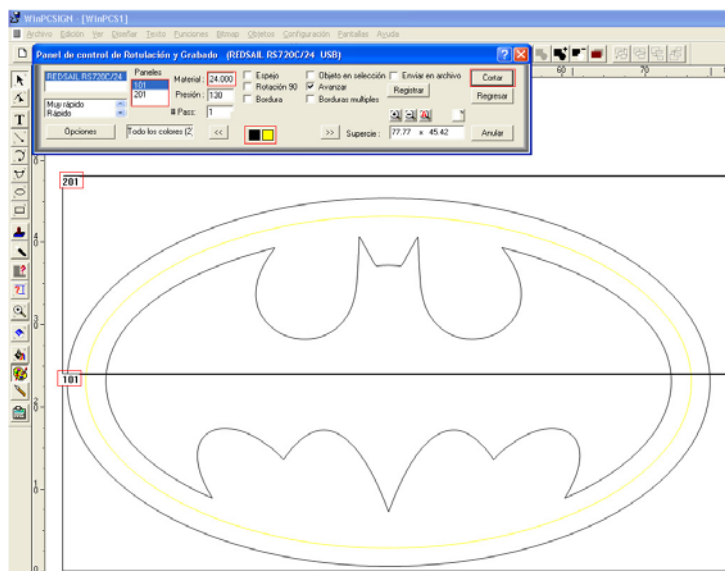 WinPCSIGN - [WinPCS1]
Archivo Edición Ver Diseñar Texto Funciones Bitmap Objetos Configuración Pantallas Ayuda
Panel de control de Rotulación y Grabado (REDSAIL RS720C/24 USB)
REDSAIL RS720C/24
Muy rápido
Rápido
Opciones
Paneles
101
201
Todo los colores (2)
Material : 24.000
Presión : 130
# Pass: 1
<<
Espejo
Rotación 90
Bordura
Objeto en selección
Avanzar
Borduras multiples
>>
Enviar en archivo
Registrar
Supercie : 77.77 x 45.42
Cortar
Regresar
Anular
60
70
201
101